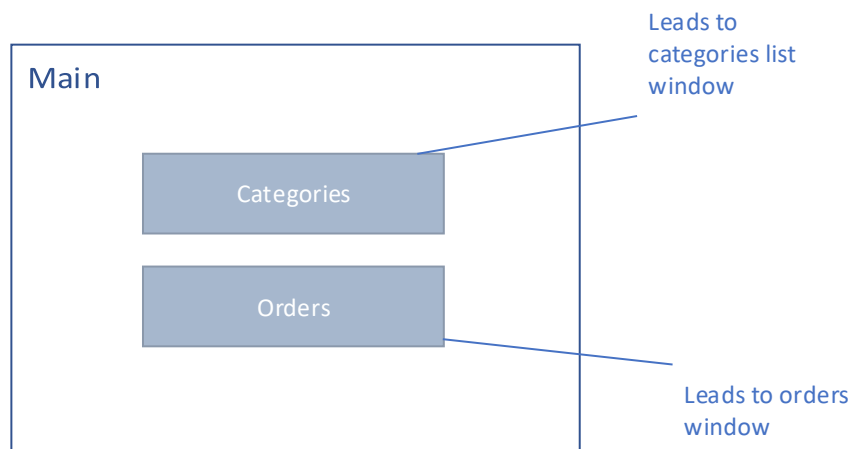 Leads to
categories list
window
Main
Categories
Orders
Leads to orders
window